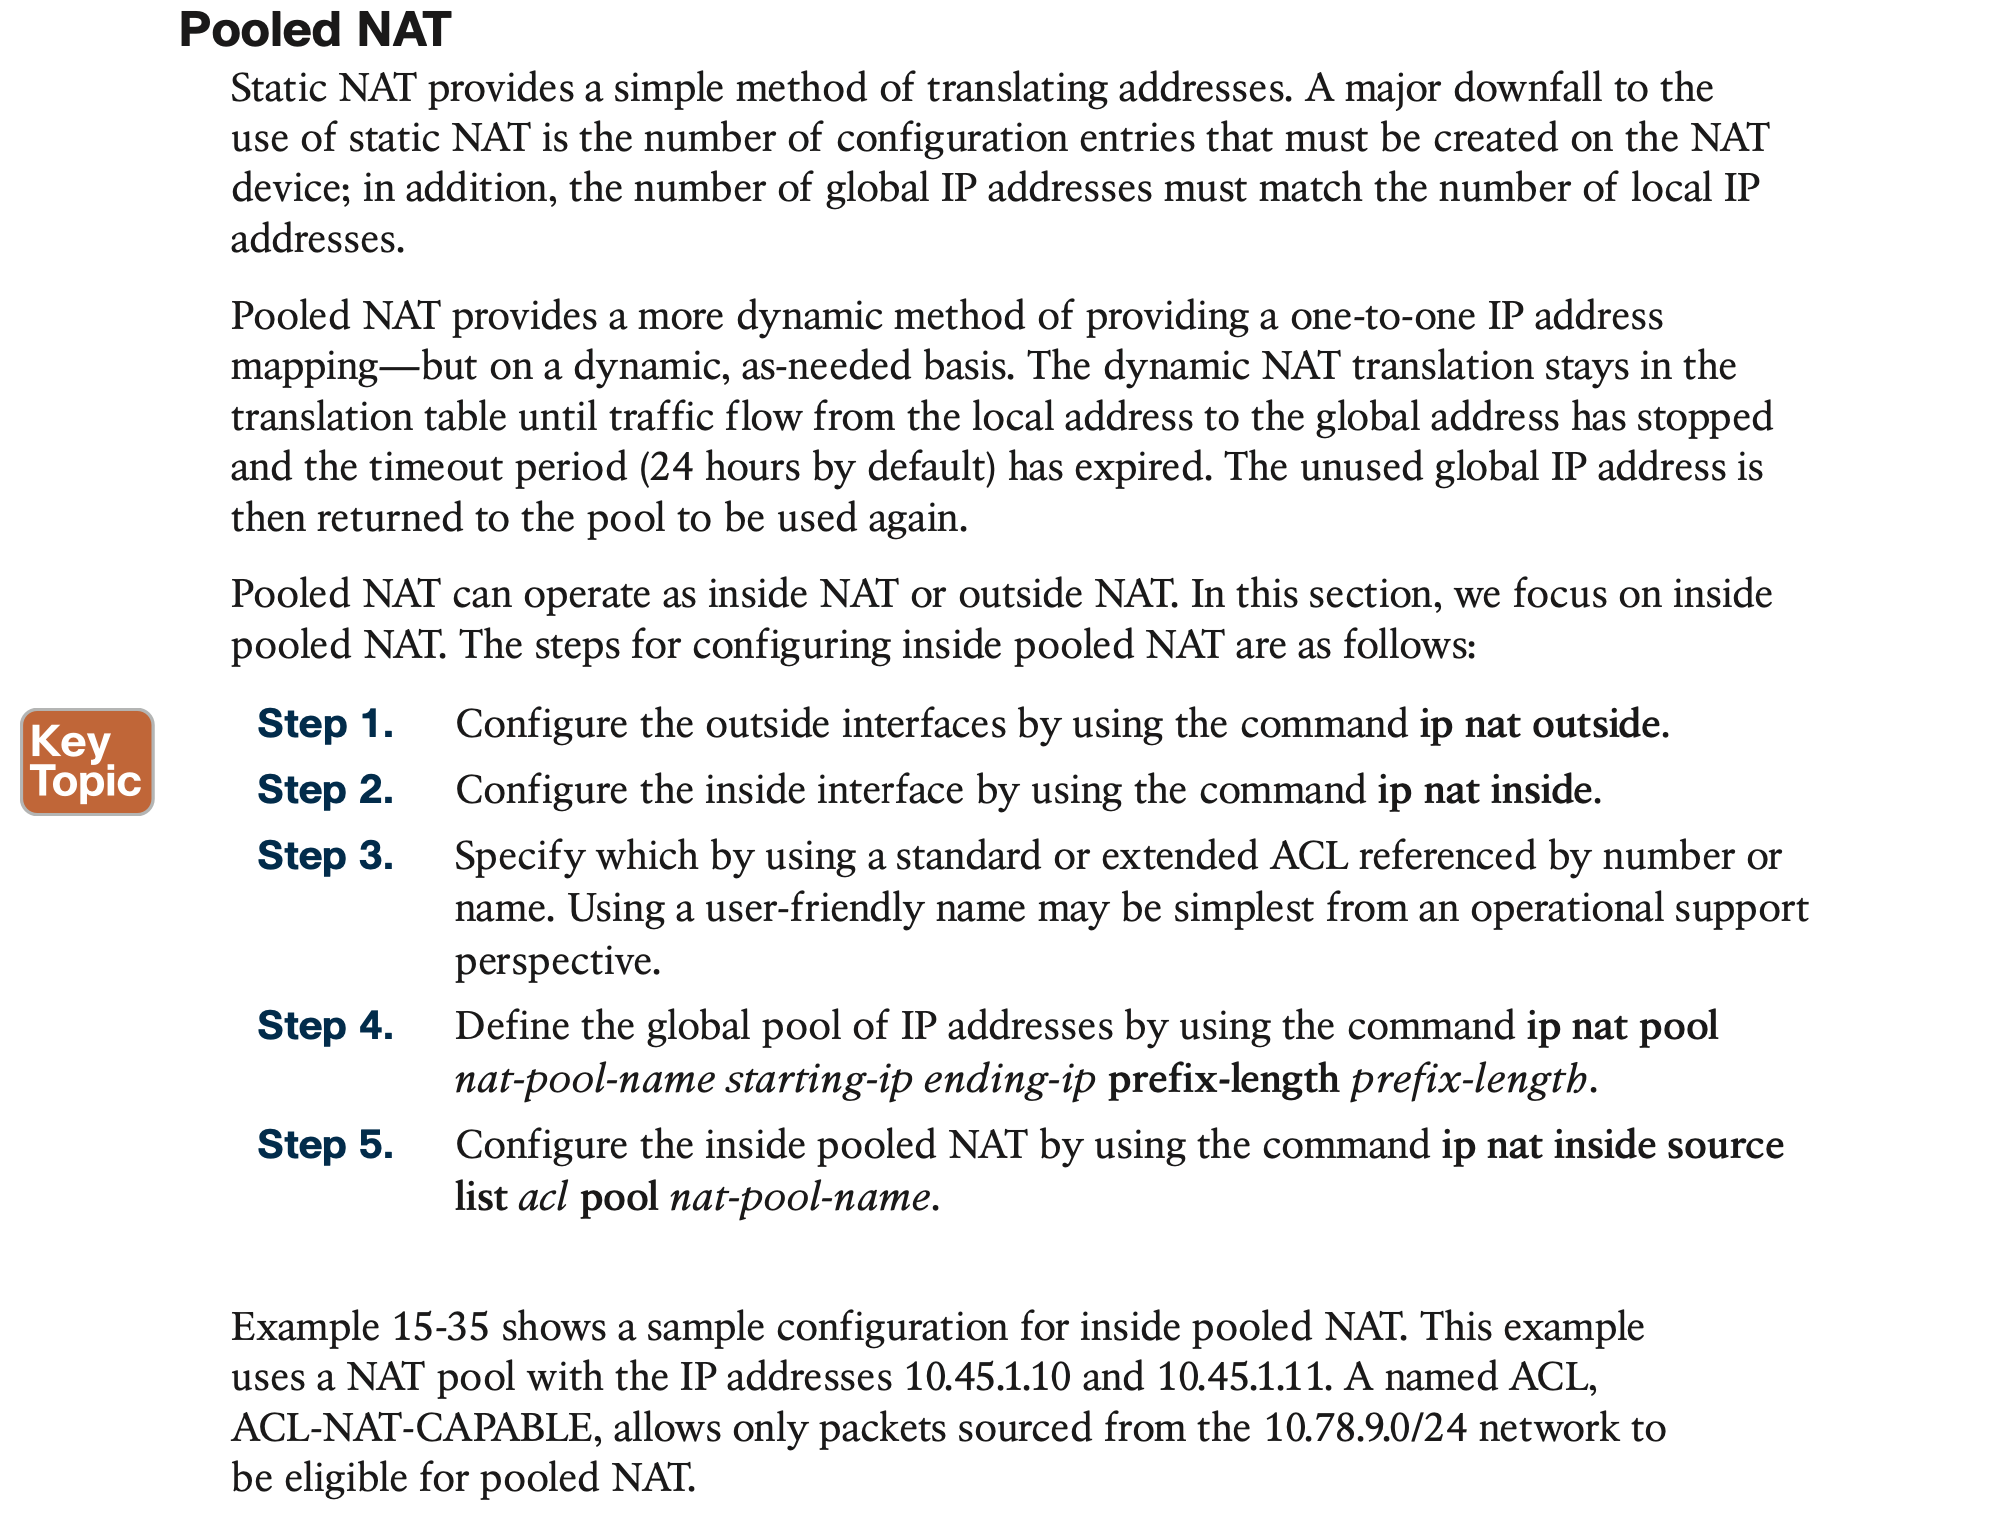 Pooled NAT
Static NAT provides a simple method of translating addresses. A major downfall to the
use of static NAT is the number of configuration entries that must be created on the NAT
device; in addition, the number of global IP addresses must match the number of local IP
addresses.
Pooled NAT provides a more dynamic method of providing a one-to-one IP address
mapping—but on a dynamic, as-needed basis. The dynamic NAT translation stays in the
translation table until traffic flow from the local address to the global address has stopped
and the timeout period (24 hours by default) has expired. The unused global IP address is
then returned to the pool to be used again.
Pooled NAT can operate as inside NAT or outside NAT. In this section, we focus on inside
pooled NAT. The steps for configuring inside pooled NAT are as follows:
Key
Topic
Step 1. Configure the outside interfaces by using the command ip nat outside.
Step 2. Configure the inside interface by using the command ip nat inside.
Step 3. Specify which by using a standard or extended ACL referenced by number or
name. Using a user-friendly name may be simplest from an operational support
perspective.
Step 4. Define the global pool of IP addresses by using the command ip nat pool
nat-pool-name starting-ip ending-ip prefix-length prefix-length.
Step 5. Configure the inside pooled NAT by using the command ip nat inside source
list acl pool nat-pool-name.
Example 15-35 shows a sample configuration for inside pooled NAT. This example
uses a NAT pool with the IP addresses 10.45.1.10 and 10.45.1.11. A named ACL,
ACL-NAT-CAPABLE, allows only packets sourced from the 10.78.9.0/24 network to
be eligible for pooled NAT.